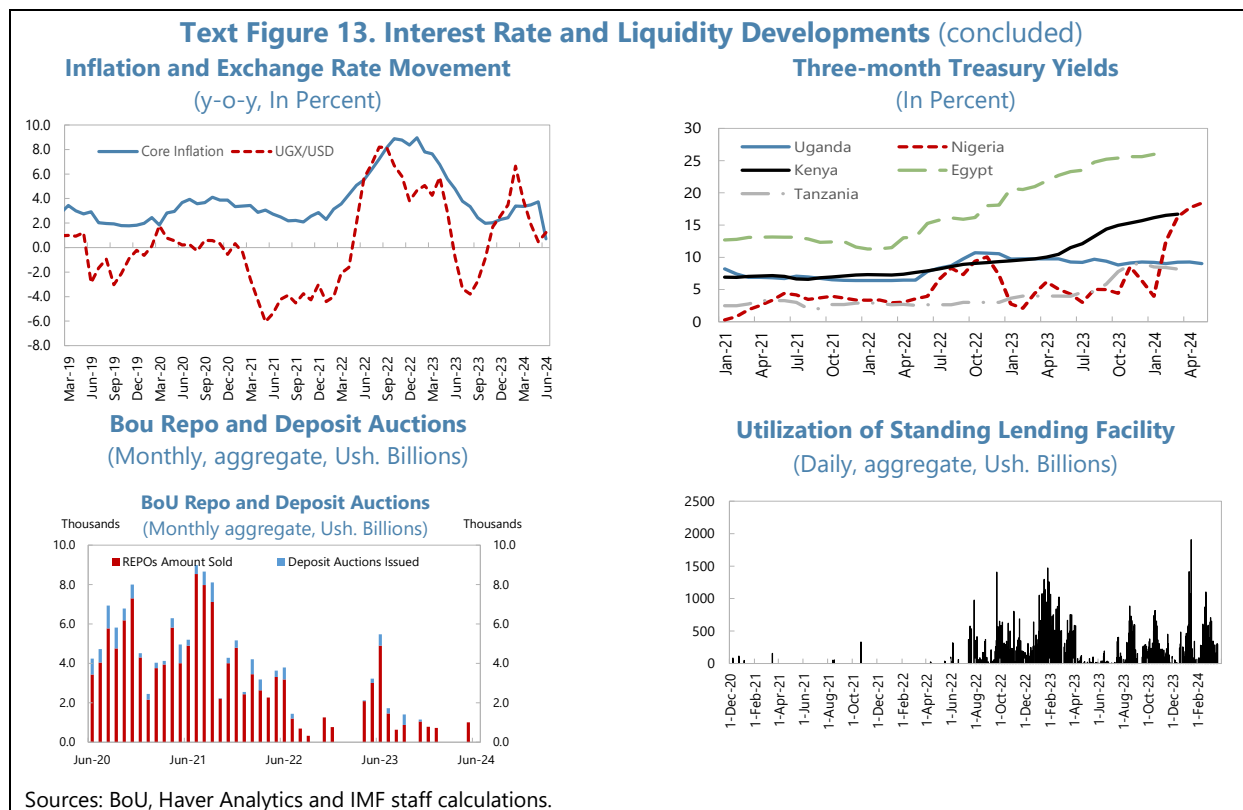 Text Figure 13. Interest Rate and Liquidity Developments (concluded)
Inflation and Exchange Rate Movement
(y-o-y, In Percent)
10.0
8.0
6.0
4.0
2.0
0.0
-2.0
-4.0
-6.0
-8.0
Core Inflation
UGX/USD
Mar-19
Jun-19
Sep-19
Dec-19
Mar-20
Jun-20
Sep-20
Dec-20
Mar-21
Jun-21
Sep-21
Dec-21
Mar-22
Jun-22
Sep-22
Dec-22
Mar-23
Jun-23
Sep-23
Dec-23
Mar-24
Jun-24
Three-month Treasury Yields
(In Percent)
30
25
20
15
10
5
0
Uganda
Nigeria
Kenya
Egypt
Tanzania
Jan-21
Apr-21
Jul-21
Oct-21
Jan-22
Apr-22
Jul-22
Oct-22
Jan-23
Apr-23
Jul-23
Oct-23
Jan-24
Apr-24
Bou Repo and Deposit Auctions
(Monthly, aggregate, Ush. Billions)
BoU Repo and Deposit Auctions
(Monthly aggregate, Ush. Billions)
Thousands
Thousands
10.0
8.0
6.0
4.0
2.0
0.0
REPOs Amount Sold
Deposit Auctions Issued
10.0
8.0
6.0
4.0
2.0
0.0
Jun-20
Jun-21
Jun-22
Jun-23
Jun-24
Utilization of Standing Lending Facility
(Daily, aggregate, Ush. Billions)
2500
2000
1500
1000
500
0
1-Dec-20
1-Feb-21
1-Apr-21
1-Jun-21
1-Aug-21
1-Oct-21
1-Dec-21
1-Feb-22
1-Apr-22
1-Jun-22
1-Aug-22
1-Oct-22
1-Dec-22
1-Feb-23
1-Apr-23
1-Jun-23
1-Aug-23
1-Oct-23
1-Dec-23
1-Feb-24
Sources: BoU, Haver Analytics and IMF staff calculations.